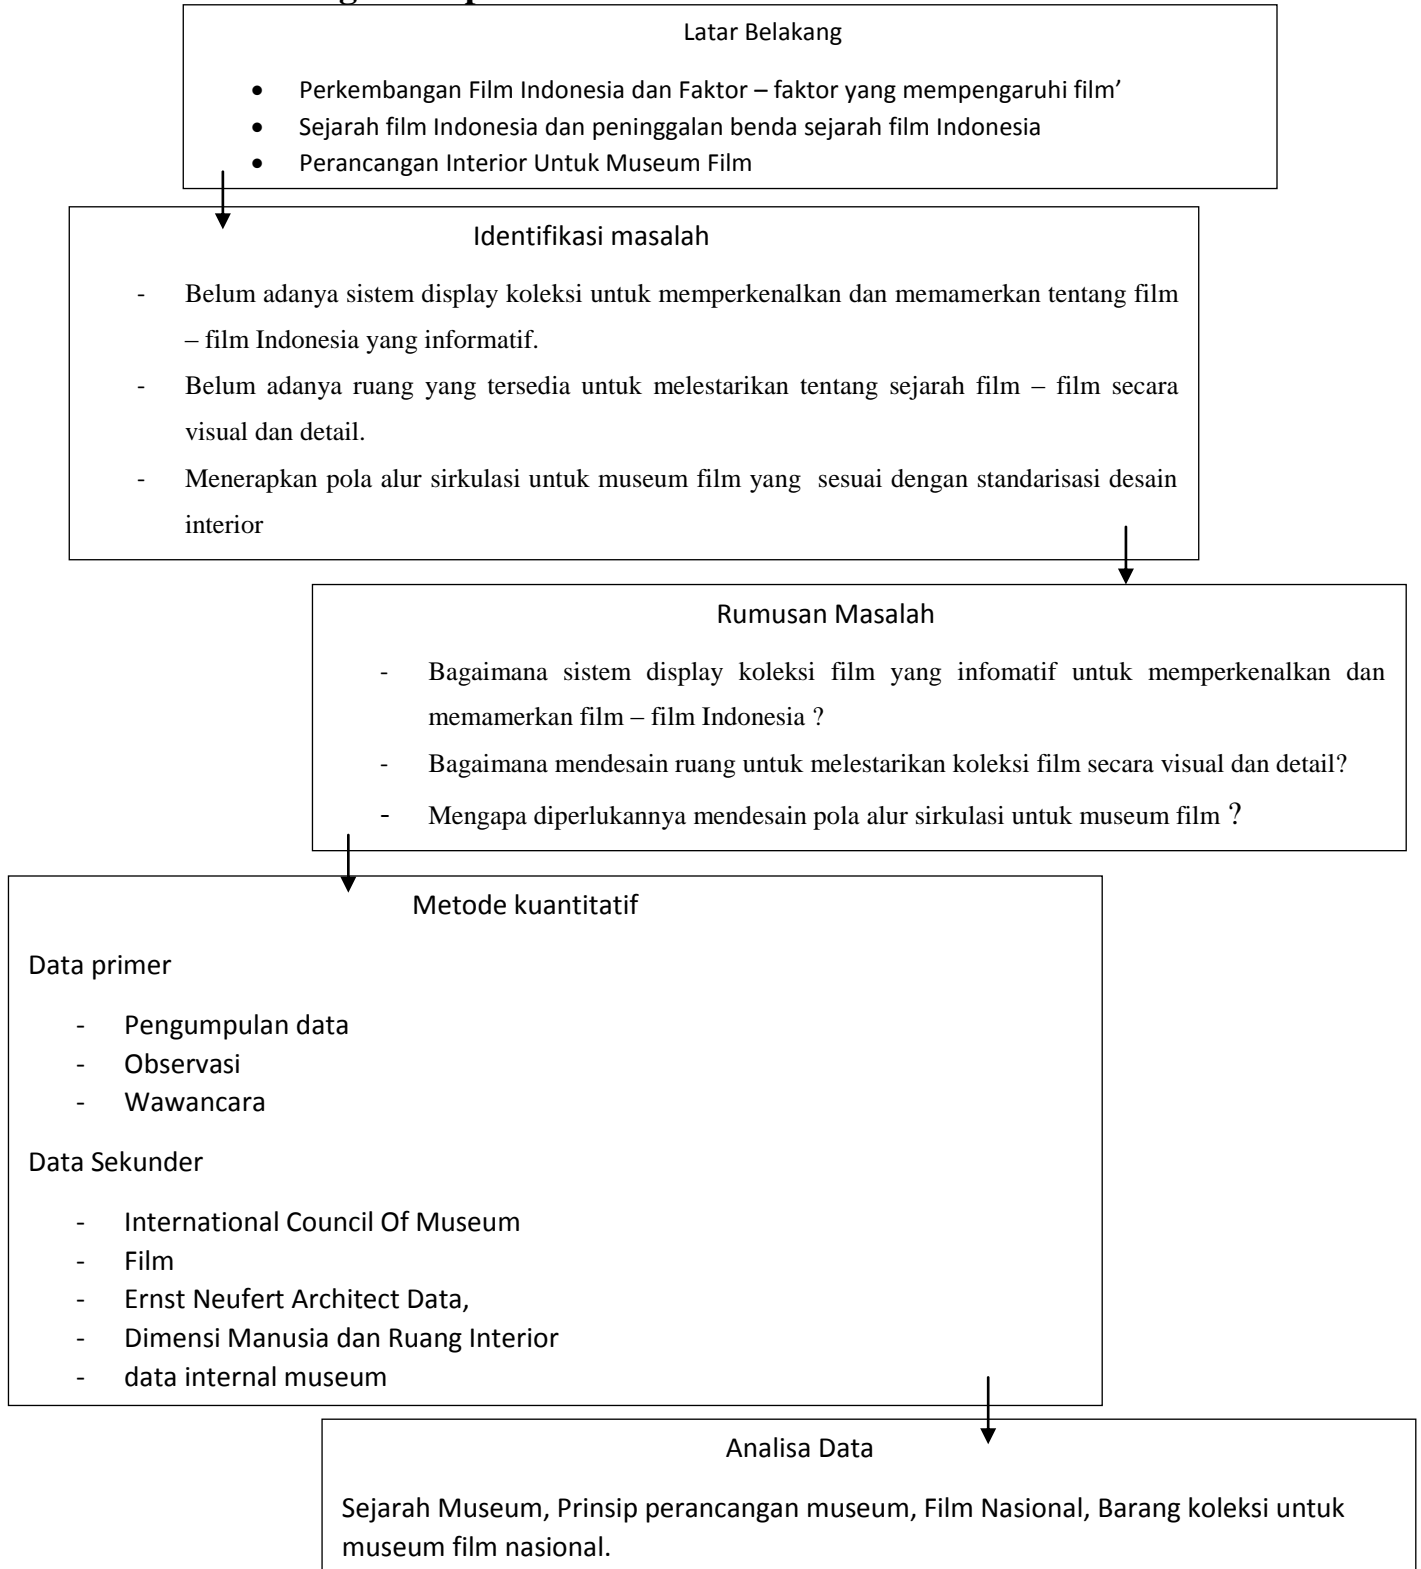 Latar Belakang
• Perkembangan Film Indonesia dan Faktor – faktor yang mempengaruhi film’
• Sejarah film Indonesia dan peninggalan benda sejarah film Indonesia
• Perancangan Interior Untuk Museum Film
Identifikasi masalah
- Belum adanya sistem display koleksi untuk memperkenalkan dan memamerkan tentang film
– film Indonesia yang informatif.
- Belum adanya ruang yang tersedia untuk melestarikan tentang sejarah film – film secara
visual dan detail.
- Menerapkan pola alur sirkulasi untuk museum film yang sesuai dengan standarisasi desain
interior
Rumusan Masalah
- Bagaimana sistem display koleksi film yang infomatif untuk memperkenalkan dan
memamerkan film – film Indonesia ?
- Bagaimana mendesain ruang untuk melestarikan koleksi film secara visual dan detail?
- Mengapa diperlukannya mendesain pola alur sirkulasi untuk museum film ?
Metode kuantitatif
Data primer
- Pengumpulan data
- Observasi
- Wawancara
Data Sekunder
- International Council Of Museum
- Film
- Ernst Neufert Architect Data,
- Dimensi Manusia dan Ruang Interior
- data internal museum
Analisa Data
Sejarah Museum, Prinsip perancangan museum, Film Nasional, Barang koleksi untuk
museum film nasional.